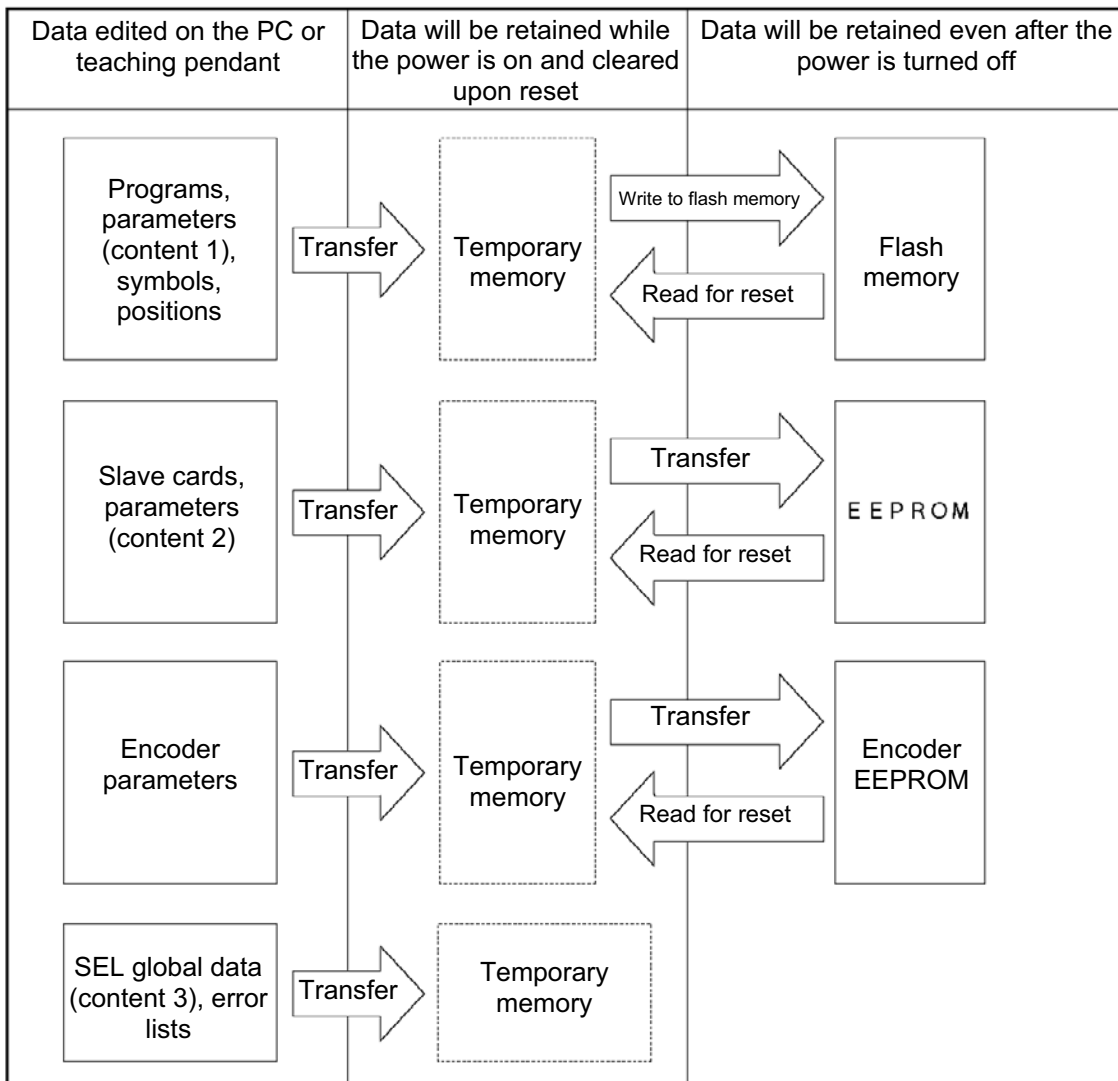 Data edited on the PC or
teaching pendant
Data will be retained while
the power is on and cleared
upon reset
Data will be retained even after the
power is turned off
Programs,
parameters
(content 1),
symbols,
positions
Transfer
Temporary
memory
Write to flash memory
Read for reset
Flash
memory
Slave cards,
parameters
(content 2)
Transfer
Temporary
memory
Transfer
Read for reset
EEPROM
Encoder
parameters
Transfer
Temporary
memory
Transfer
Read for reset
Encoder
EEPROM
SEL global data
(content 3), error
lists
Transfer
Temporary
memory